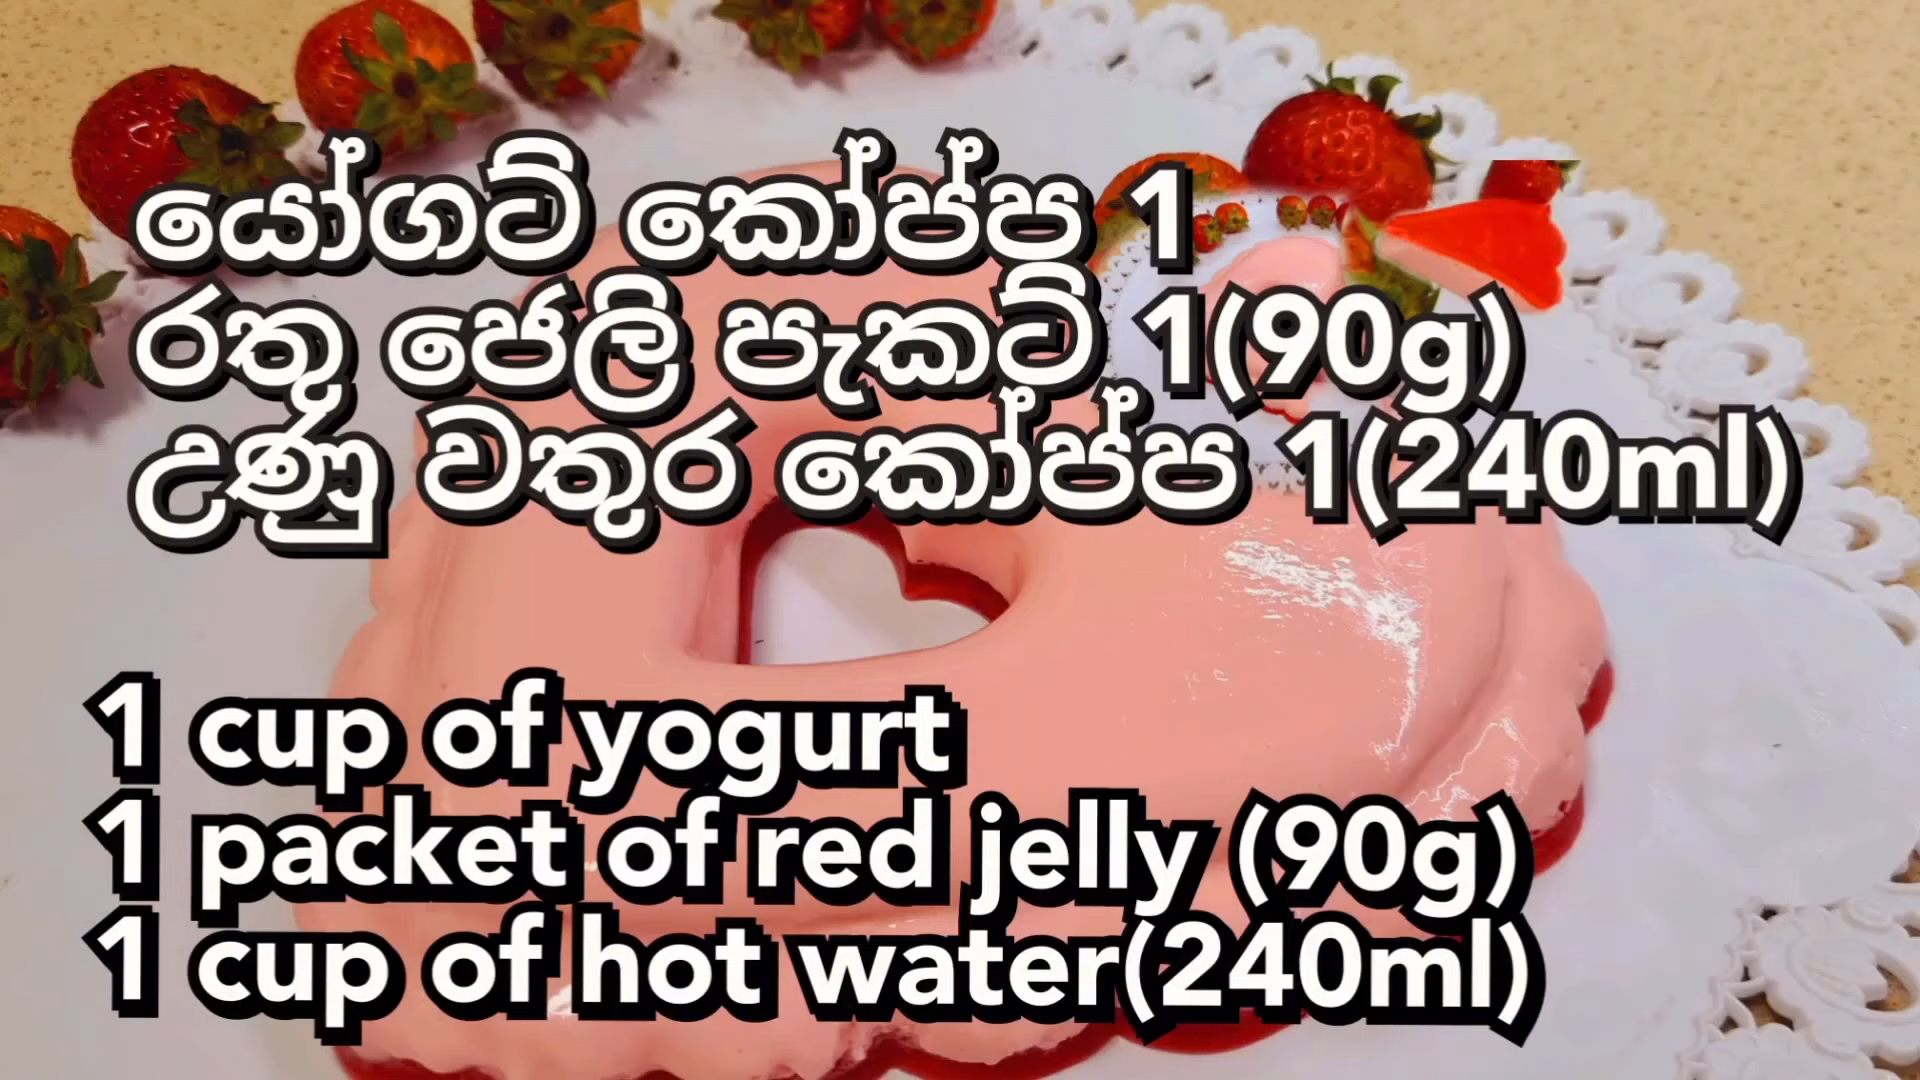 යෝගට් කෝප්ප 1
රතු ජෙලි පැකට් 1(90g)
උණු වතුර කෝප්ප 1(240ml)
1 cup of yogurt
1 packet of red jelly (90g)
1 cup of hot water(240ml)